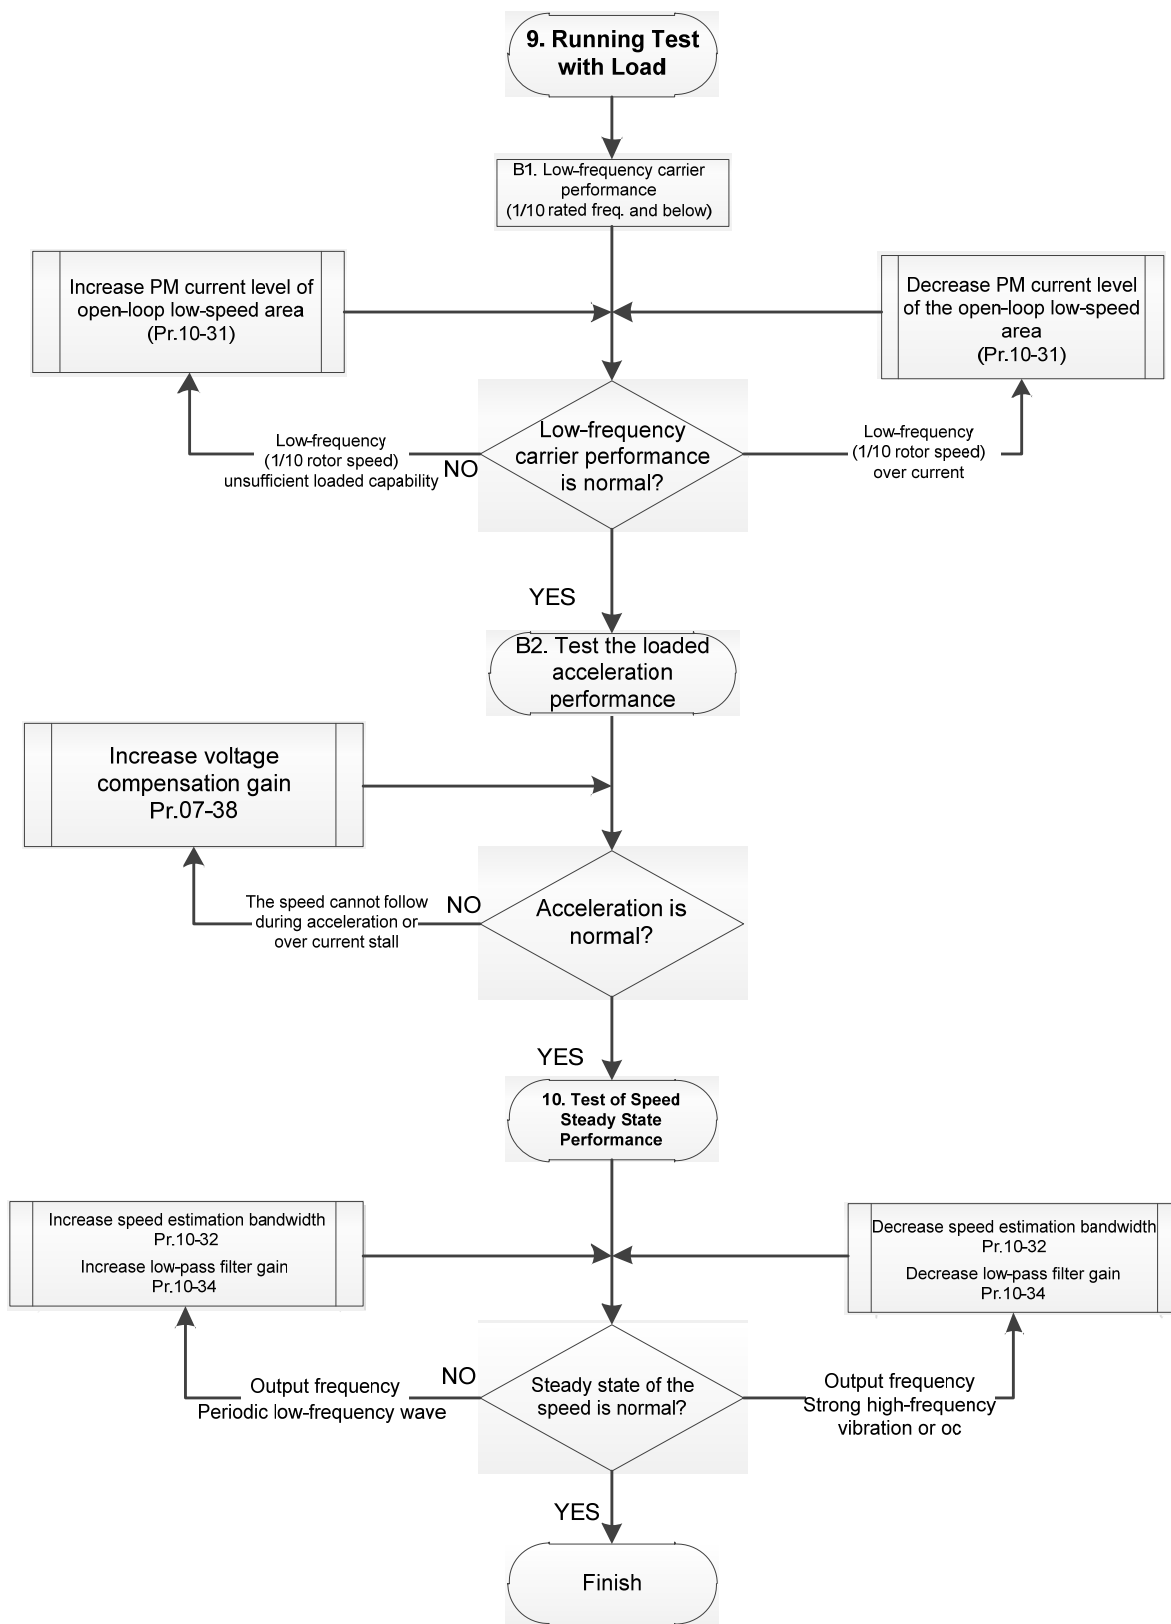 9. Running Test
with Load
B1. Low-frequency carrier
performance
(1/10 rated freq. and below)
Increase PM current level of
open-loop low-speed area
(Pr.10-31)
Decrease PM current level
of the open-loop low-speed
area
(Pr.10-31)
Low-frequency
(1/10 rotor speed)
unsufficient loaded capability
NO
Low-frequency
carrier performance
is normal?
Low-frequency
(1/10 rotor speed)
over current
YES
B2. Test the loaded
acceleration
performance
Increase voltage
compensation gain
Pr.07-38
The speed cannot follow
during acceleration or
over current stall
NO
Acceleration is
normal?
YES
10. Test of Speed
Steady State
Performance
Increase speed estimation bandwidth
Pr.10-32
Increase low-pass filter gain
Pr.10-34
Decrease speed estimation bandwidth
Pr.10-32
Decrease low-pass filter gain
Pr.10-34
NO
Output frequency
Periodic low-frequency wave
Steady state of the
speed is normal?
Output frequency
Strong high-frequency
vibration or oc
YES
Finish